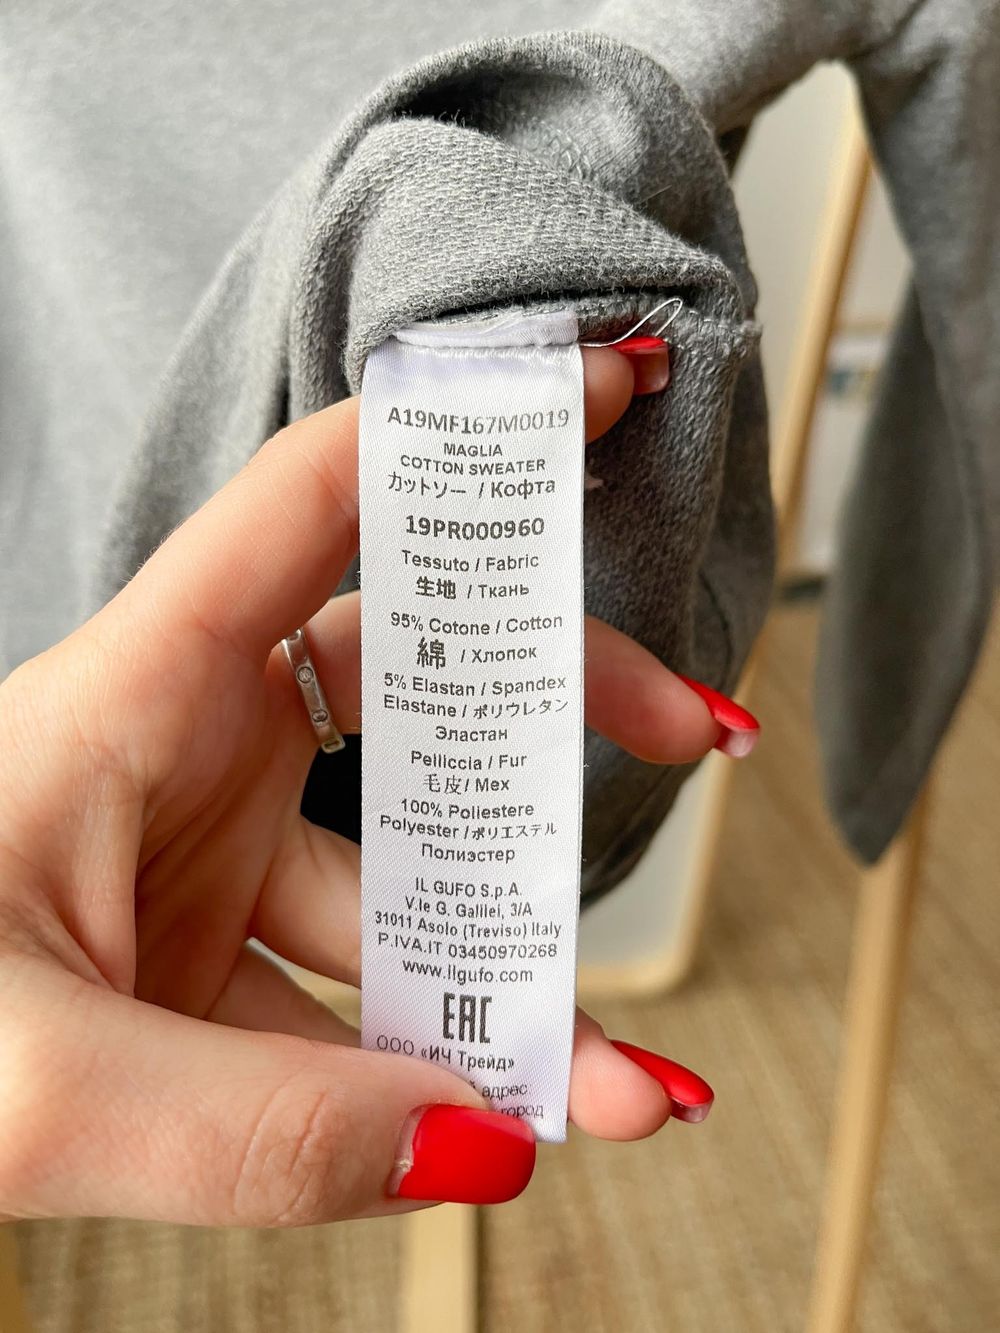 A19MF167M0019
MAGLIA
COTTON SWEATER
カットソー / Кофта
19PR000960
Tessuto / Fabric
生地 / Ткань
95% Cotone / Cotton
綿 / Хлопок
5% Elastan / Spandex
Elastane / ポリウレタン
Эластан
Pelliccia / Fur
毛皮 / Мех
100% Poliestere
Polyester / ポリエステル
Полиэстер
IL GUFO S.p.A.
V.le G. Galilei, 3/A
31011 Asolo (Treviso) Italy
P.IVA.IT 03450970268
www.ilgufo.com
EAC
ООО «ИЧ Трейд»
адрес
город